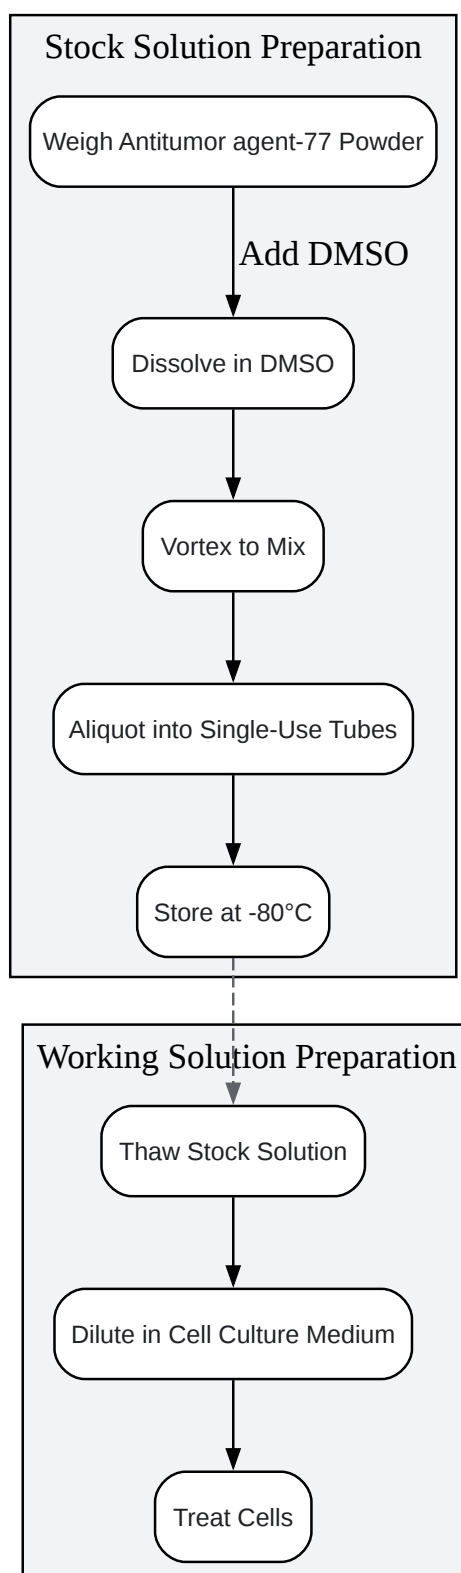 Stock Solution Preparation
Weigh Antitumor agent-77 Powder
Add DMSO
Dissolve in DMSO
Vortex to Mix
Aliquot into Single-Use Tubes
Store at -80°C
Working Solution Preparation
Thaw Stock Solution
Dilute in Cell Culture Medium
Treat Cells